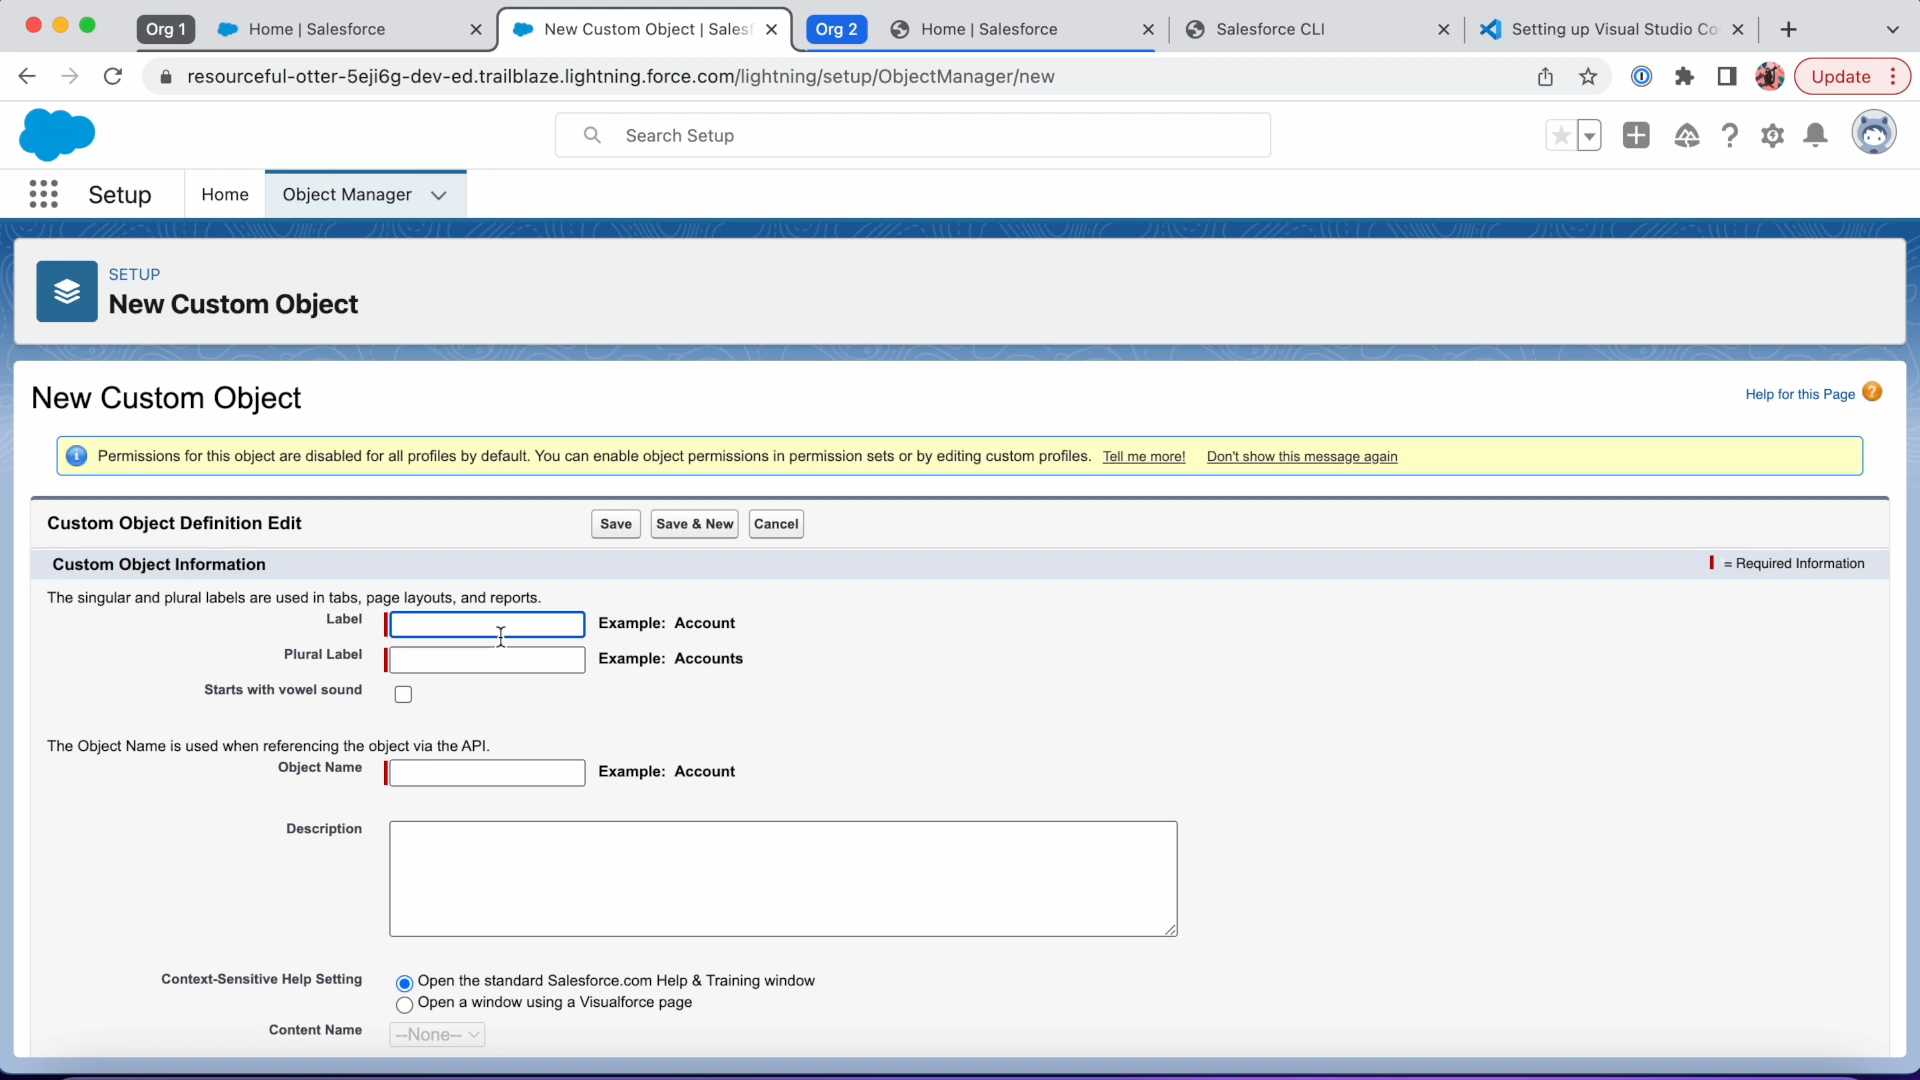 Org 1
Home | Salesforce
New Custom Object | Sales
Org 2
Home | Salesforce
Salesforce CLI
Setting up Visual Studio Co
resourceful-otter-5eji6g-dev-ed.trailblaze.lightning.force.com/lightning/setup/ObjectManager/new
Update
Search Setup
Setup
Home
Object Manager
SETUP
New Custom Object
New Custom Object
Help for this Page
Permissions for this object are disabled for all profiles by default. You can enable object permissions in permission sets or by editing custom profiles. Tell me more! Don't show this message again
Custom Object Definition Edit
Save
Save & New
Cancel
Custom Object Information
= Required Information
The singular and plural labels are used in tabs, page layouts, and reports.
Label
Example: Account
Plural Label
Example: Accounts
Starts with vowel sound
The Object Name is used when referencing the object via the API.
Object Name
Example: Account
Description
Context-Sensitive Help Setting
Open the standard Salesforce.com Help & Training window
Open a window using a Visualforce page
Content Name
--None--